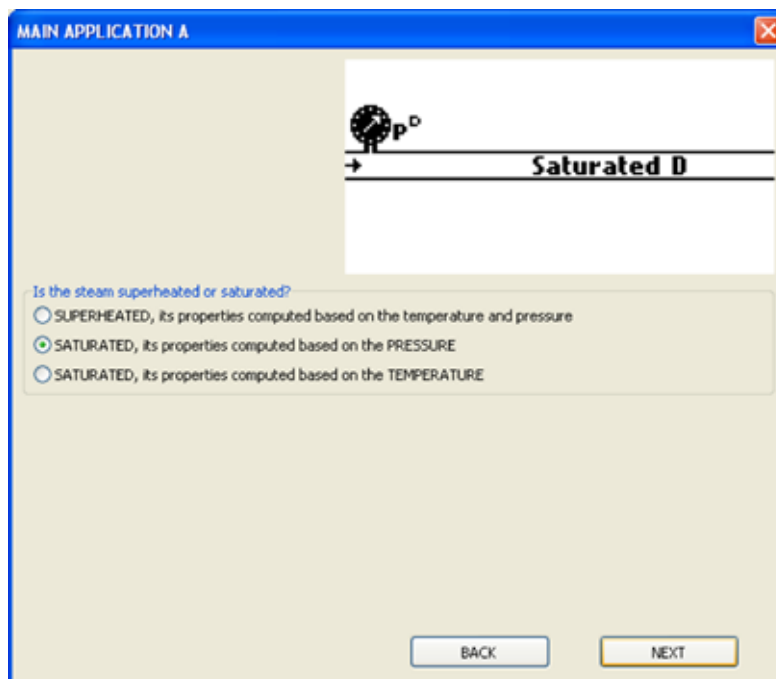 MAIN APPLICATION A
pD
Saturated D
Is the steam superheated or saturated?
SUPERHEATED, its properties computed based on the temperature and pressure
SATURATED, its properties computed based on the PRESSURE
SATURATED, its properties computed based on the TEMPERATURE
BACK NEXT